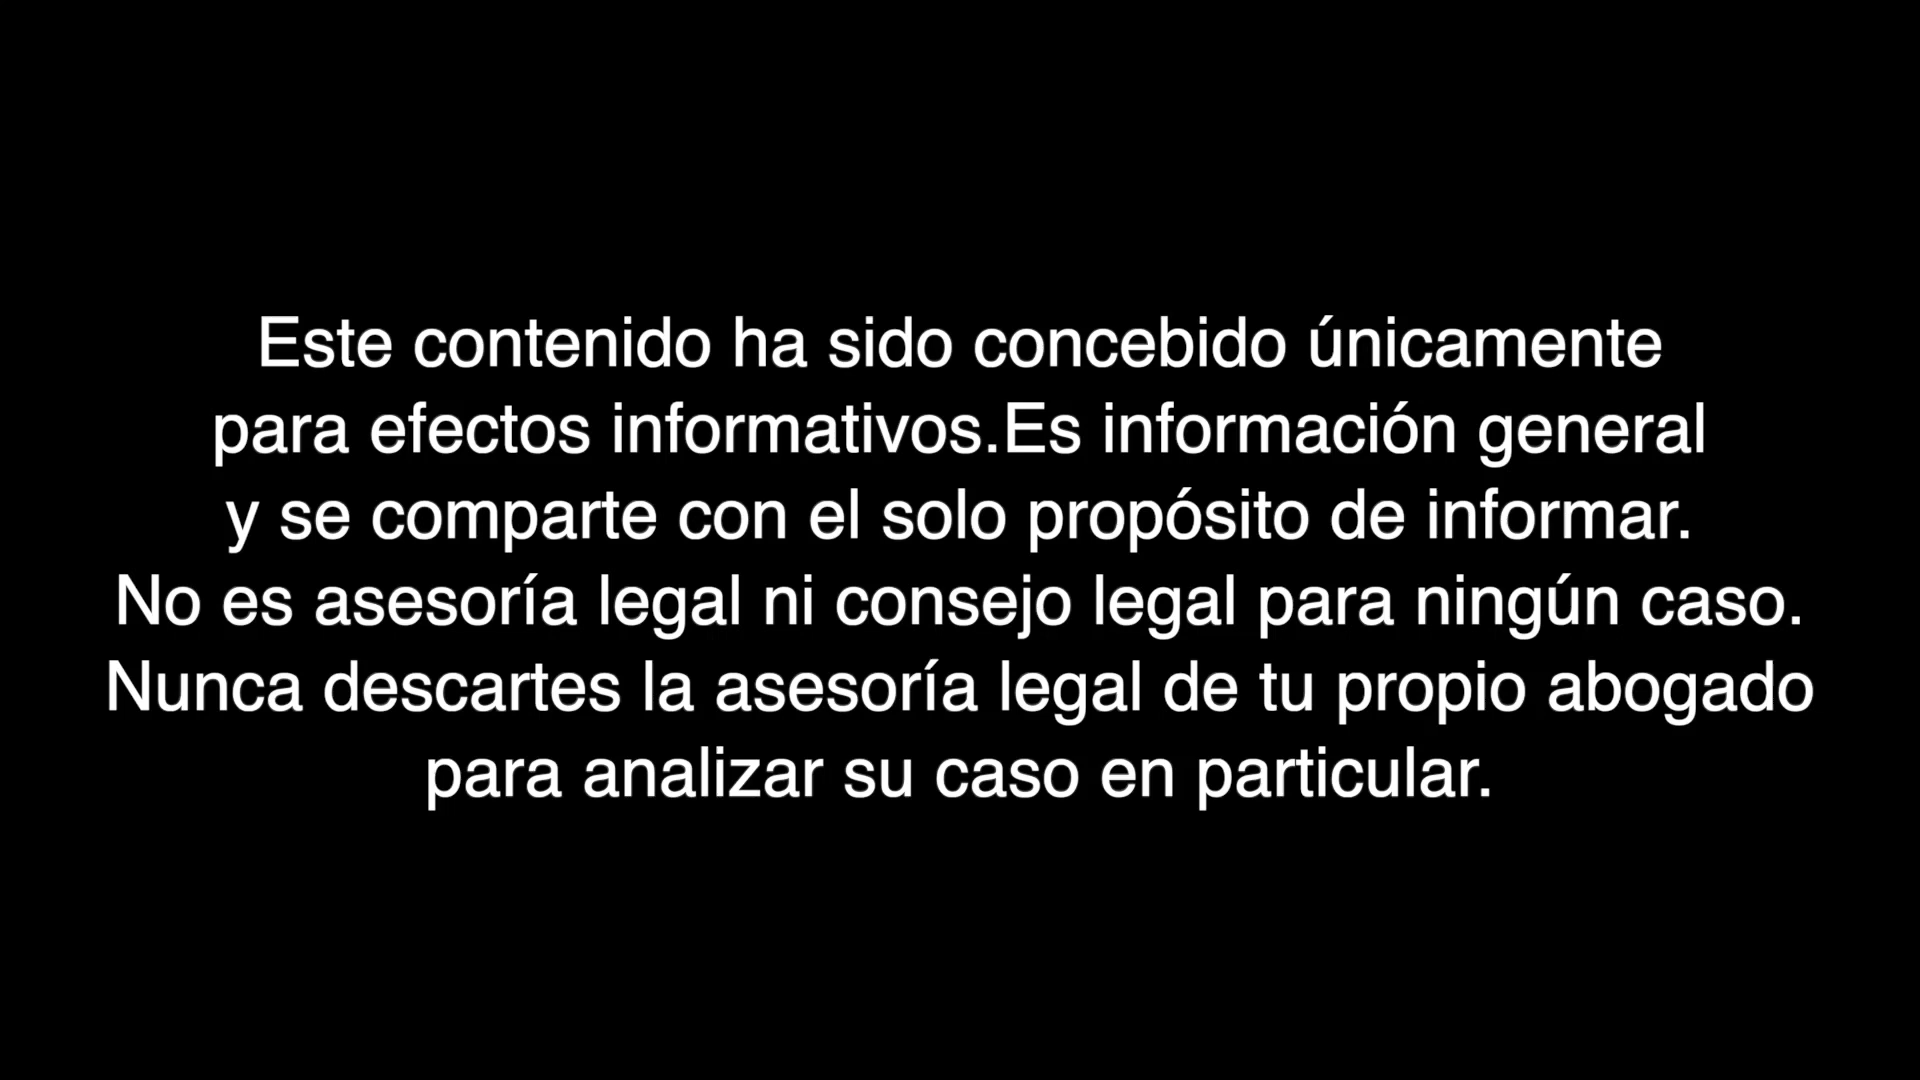 Este contenido ha sido concebido únicamente
para efectos informativos.Es información general
y se comparte con el solo propósito de informar.
No es asesoría legal ni consejo legal para ningún caso.
Nunca descartes la asesoría legal de tu propio abogado
para analizar su caso en particular.